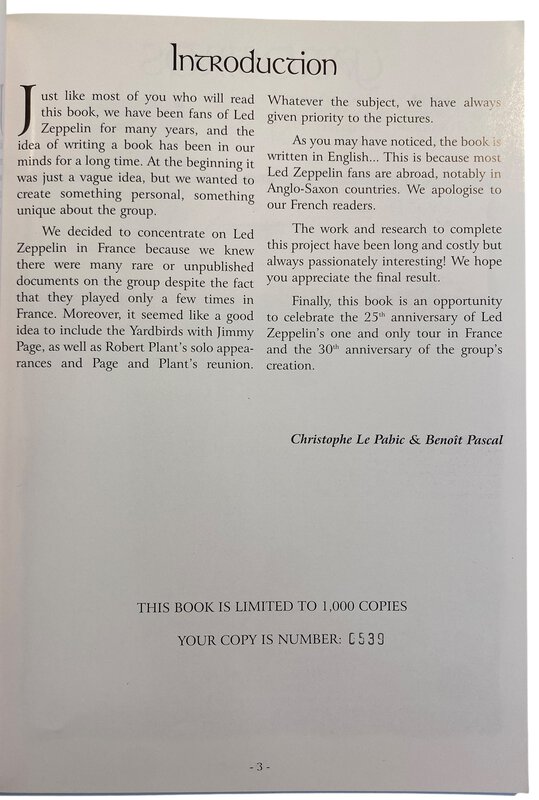 Introduction
Just like most of you who will read
this book, we have been fans of Led
Zeppelin for many years, and the
idea of writing a book has been in our
minds for a long time. At the beginning it
was just a vague idea, but we wanted to
create something personal, something
unique about the group.
We decided to concentrate on Led
Zeppelin in France because we knew
there were many rare or unpublished
documents on the group despite the fact
that they played only a few times in
France. Moreover, it seemed like a good
idea to include the Yardbirds with Jimmy
Page, as well as Robert Plant's solo appea-
rances and Page and Plant's reunion.
Whatever the subject, we have always
given priority to the pictures.
As you may have noticed, the book is
written in English... This is because most
Led Zeppelin fans are abroad, notably in
Anglo-Saxon countries. We apologise to
our French readers.
The work and research to complete
this project have been long and costly but
always passionately interesting! We hope
you appreciate the final result.
Finally, this book is an opportunity
to celebrate the 25th anniversary of Led
Zeppelin's one and only tour in France
and the 30th anniversary of the group's
creation.
Christophe Le Pabic & Benoît Pascal
THIS BOOK IS LIMITED TO 1,000 COPIES
YOUR COPY IS NUMBER: 0539
- 3 -